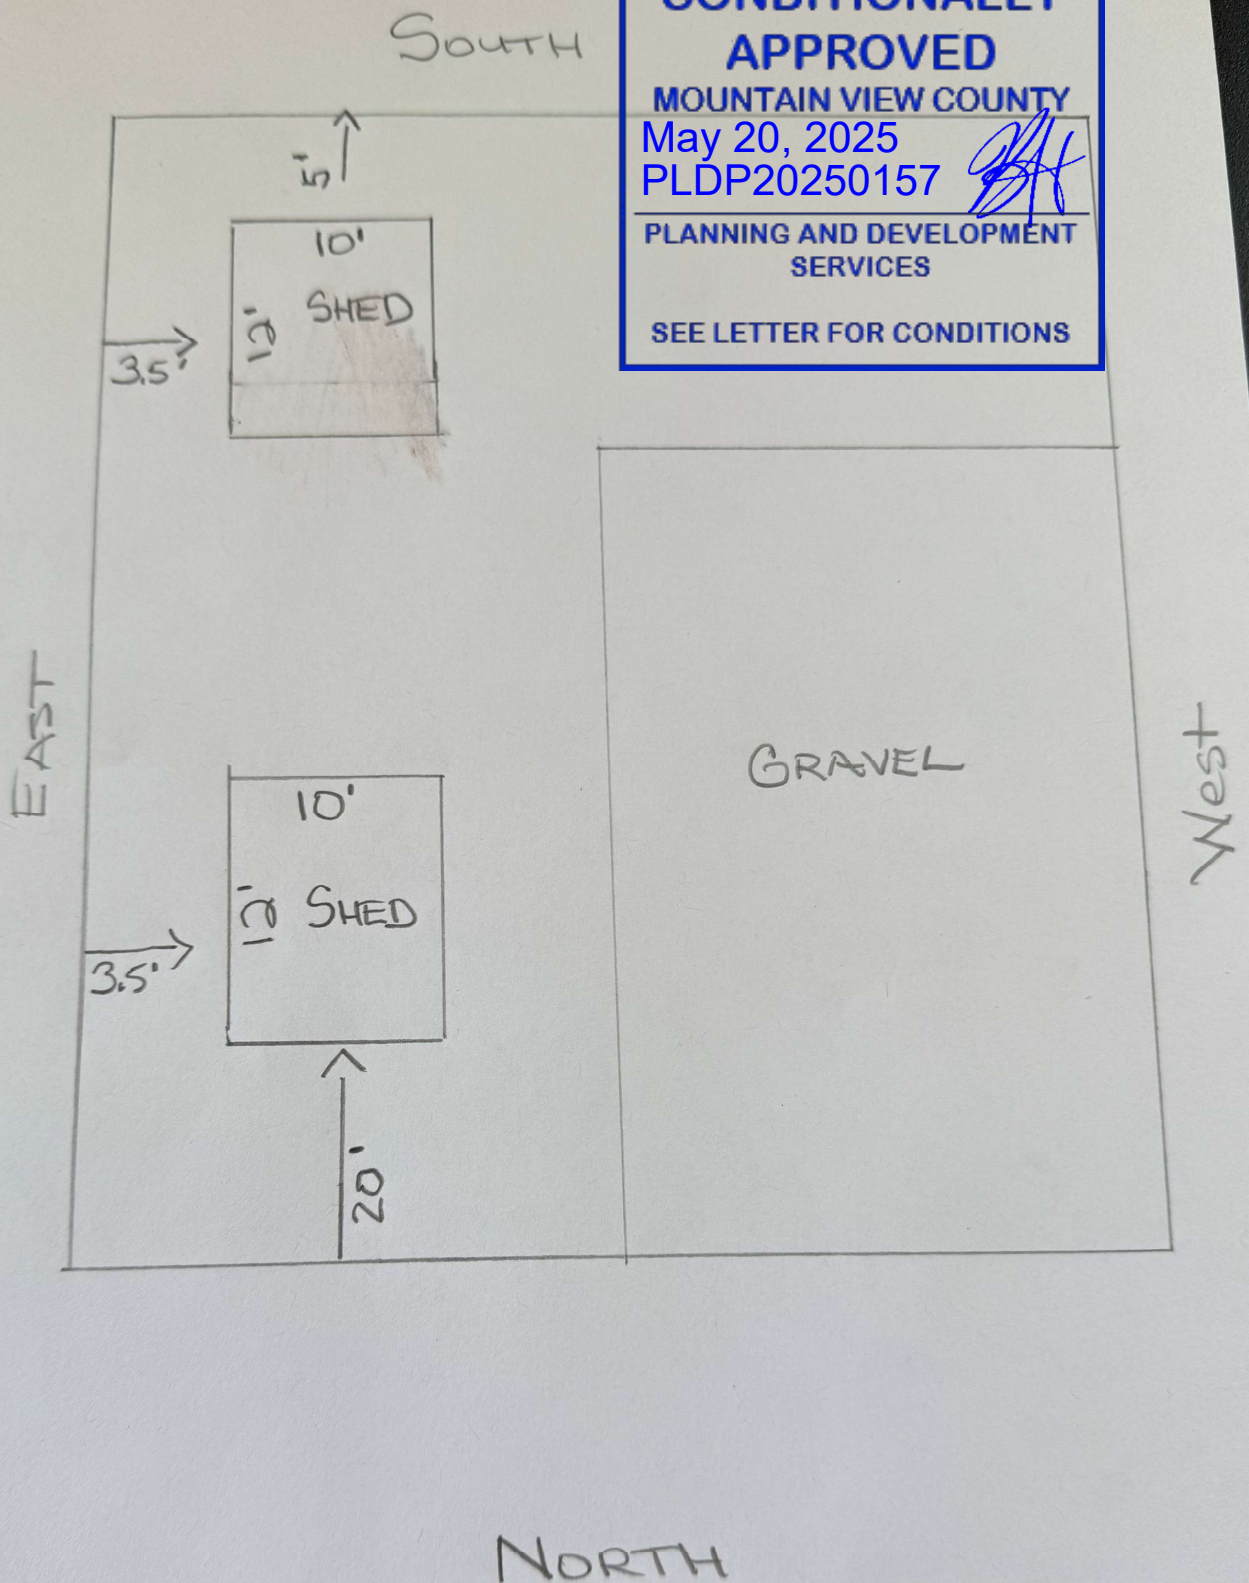 SOUTH
CONDITIONALLY
APPROVED
MOUNTAIN VIEW COUNTY
May 20, 2025
PLDP20250157
PLANNING AND DEVELOPMENT
SERVICES
SEE LETTER FOR CONDITIONS
5'
10'
12'
SHED
3.5'
EAST
West
GRAVEL
10'
12'
SHED
3.5'
20'
NORTH